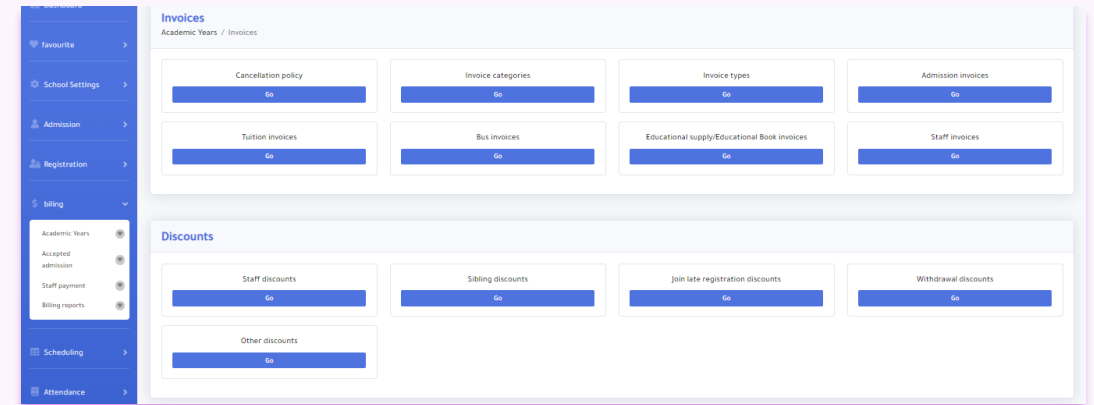 Dashboard
favourite
School Settings
Admission
Registration
$ biling
Academic Years
Accepted
admission
Staff payment
Billing reports
Scheduling
Attendance
Invoices
Academic Years / Invoices
Cancellation policy
Go
Invoice categories
Go
Invoice types
Go
Admission invoices
Go
Tuition invoices
Go
Bus invoices
Go
Educational supply/Educational Book invoices
Go
Staff invoices
Go
Discounts
Staff discounts
Go
Sibling discounts
Go
Join late registration discounts
Go
Withdrawal discounts
Go
Other discounts
Go